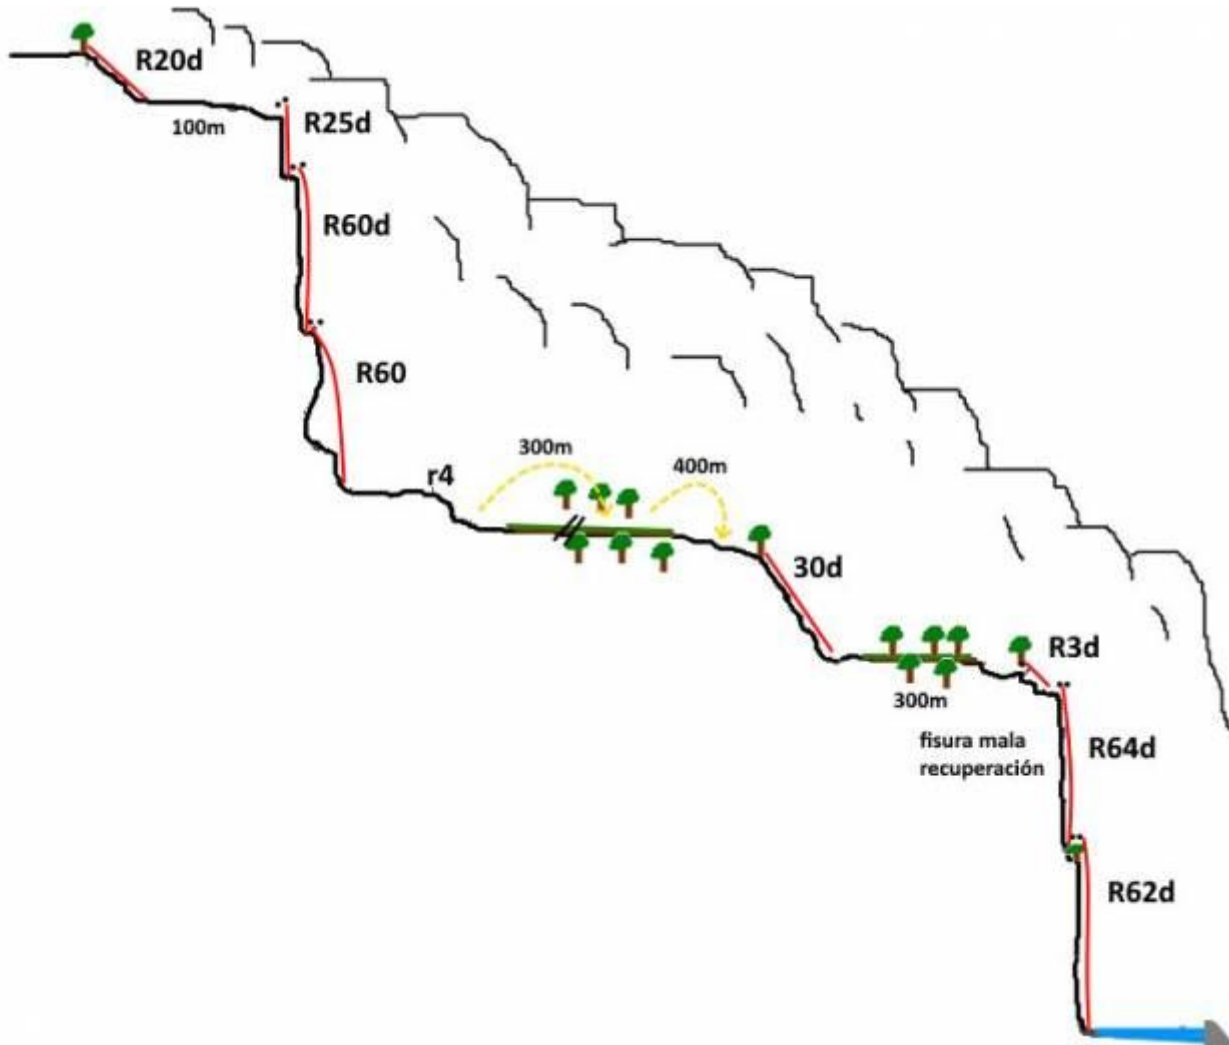 R20d
100m
R25d
R60d
R60
r4
300m
400m
30d
300m
R3d
fisura mala
recuperación
R64d
R62d